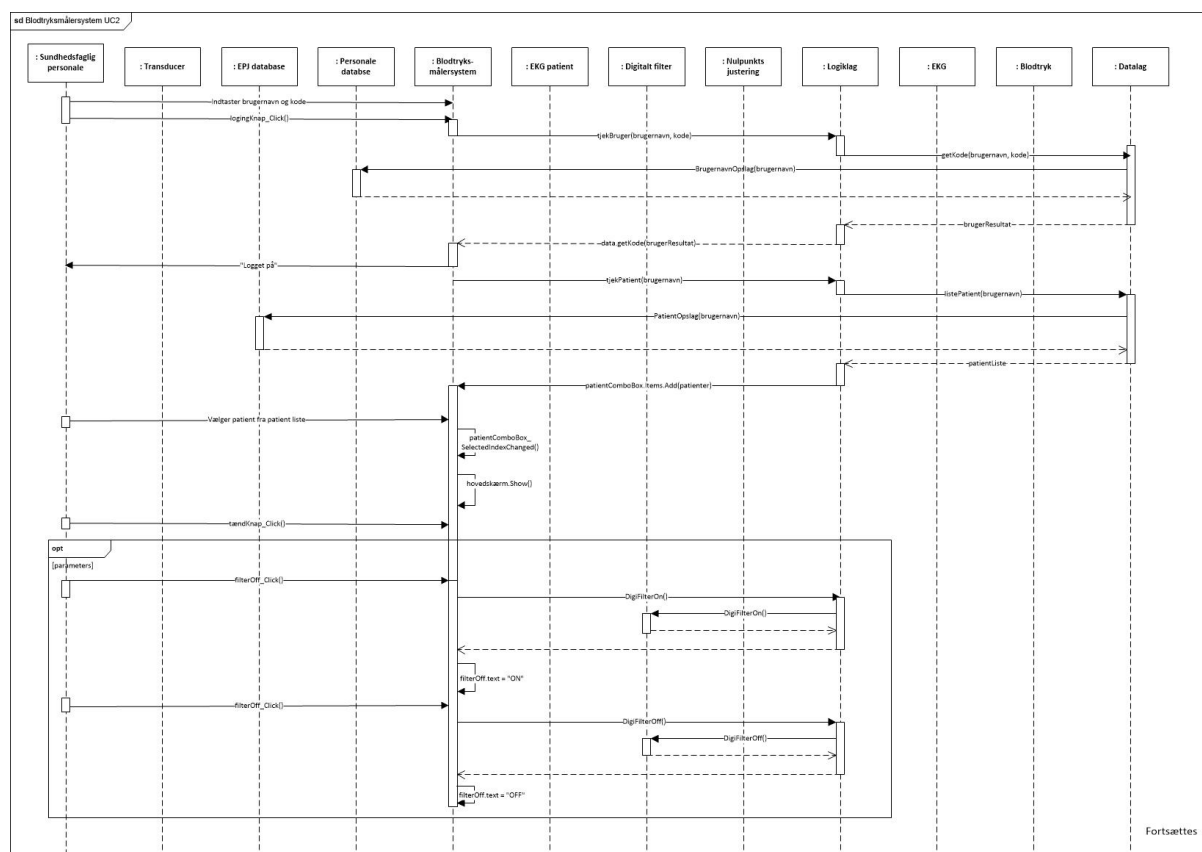 sd Blodtryksmålersystem UC2
: Sundhedsfaglig
personale
: Transducer
: EPJ database
: Personale
databse
: Blodtryks-
målersystem
: EKG patient
: Digitalt filter
: Nulpunkts
justering
: Logiklag
: EKG
: Blodtryk
: Datalag
Indtaster brugernavn og kode
logingKnap_Click()
tjekBruger(brugernavn, kode)
getKode(brugernavn, kode)
BrugernavnOpslag(brugernavn)
brugerResultat
data.getKode(brugerResultat)
"Logget på"
tjekPatient(brugernavn)
listePatient(brugernavn)
PatientOpslag(brugernavn)
patientListe
patientComboBox.Items.Add(patienter)
Vælger patient fra patient liste
patientComboBox_
SelectedIndexChanged()
hovedskærm.Show()
tændKnap_Click()
opt
[parameters]
filterOff_Click()
DigiFilterOn()
DigiFilterOn()
filterOff.text = "ON"
filterOff_Click()
DigiFilterOff()
DigiFilterOff()
filterOff.text = "OFF"
Fortsættes